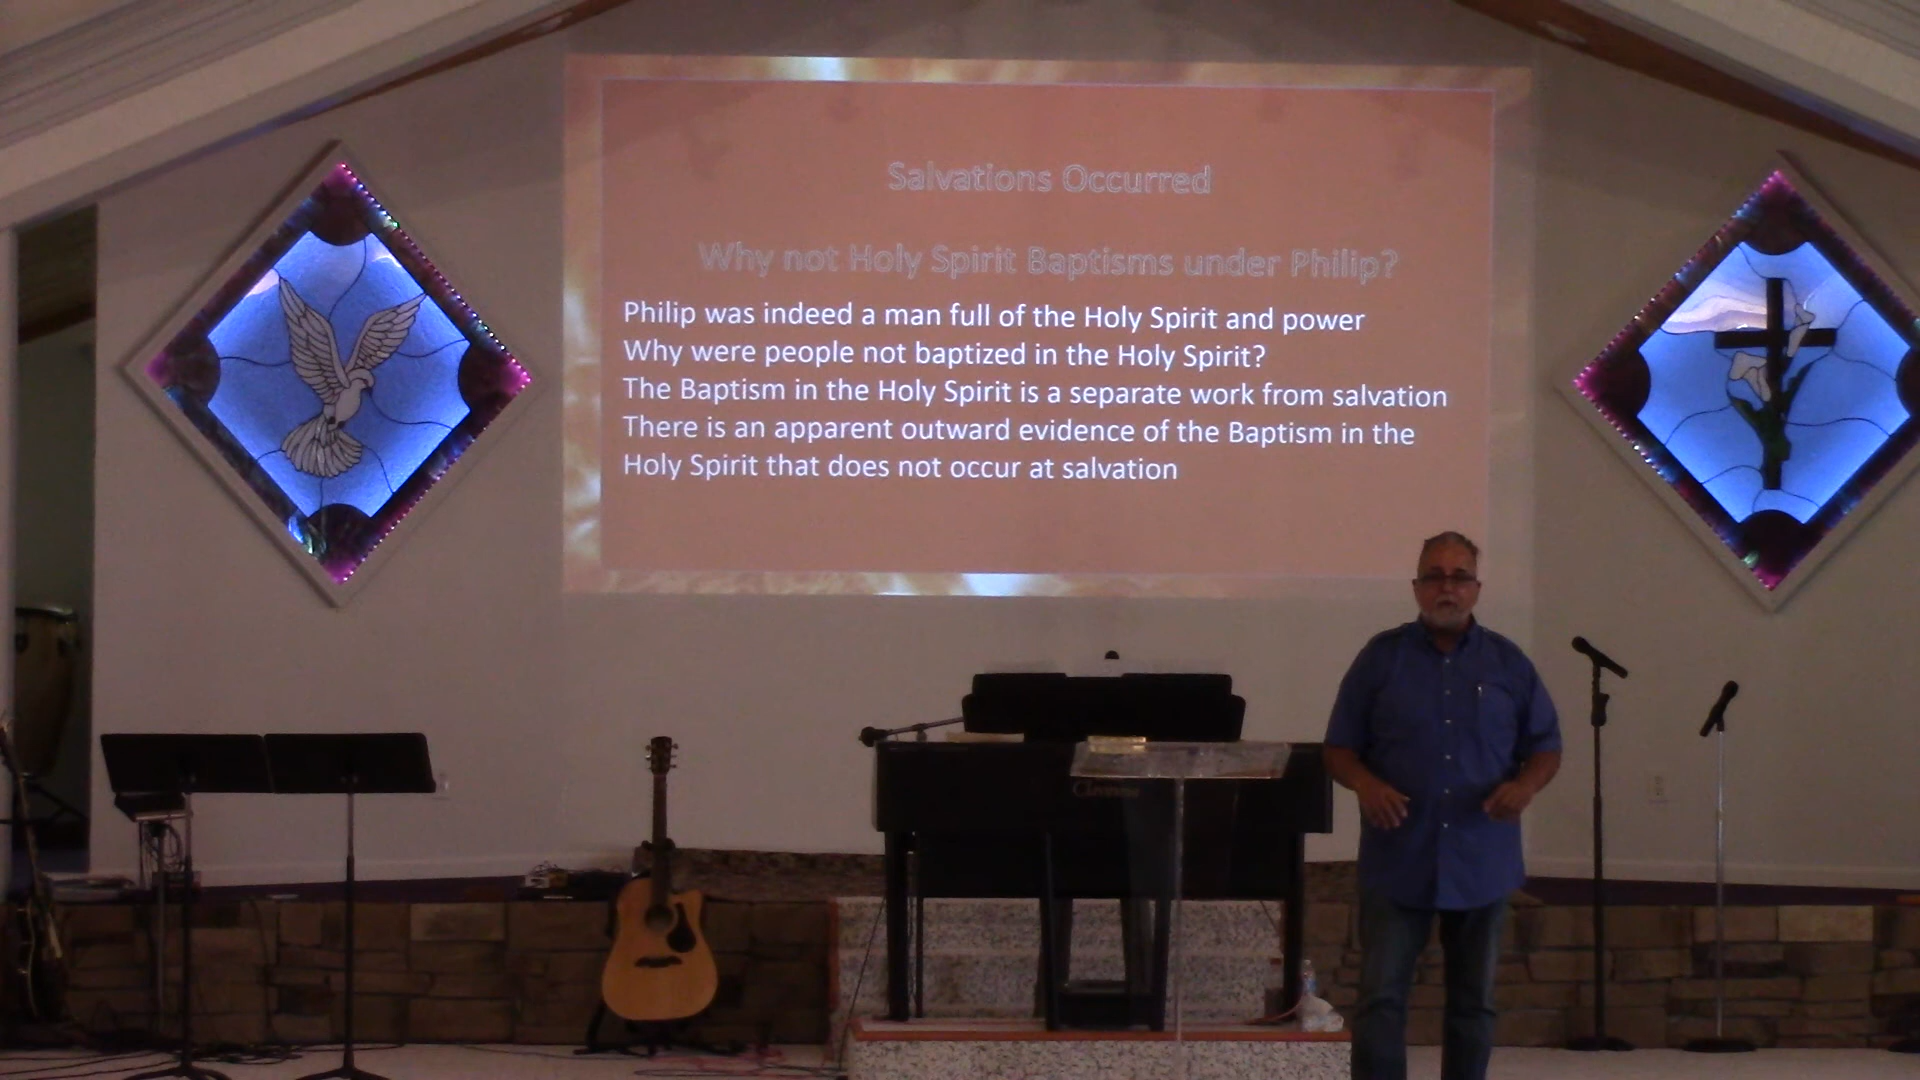 Salvations Occurred
Why not Holy Spirit Baptisms under Philip?
Philip was indeed a man full of the Holy Spirit and power
Why were people not baptized in the Holy Spirit?
The Baptism in the Holy Spirit is a separate work from salvation
There is an apparent outward evidence of the Baptism in the
Holy Spirit that does not occur at salvation
Clavinova